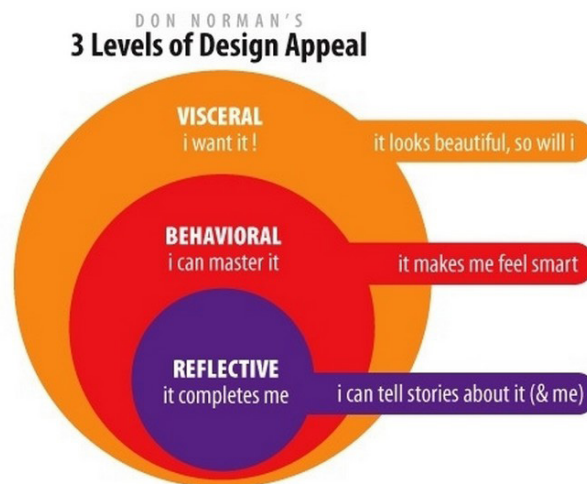 DON NORMAN'S
3 Levels of Design Appeal
VISCERAL
i want it !
it looks beautiful, so will i
BEHAVIORAL
i can master it
it makes me feel smart
REFLECTIVE
it completes me
i can tell stories about it (& me)